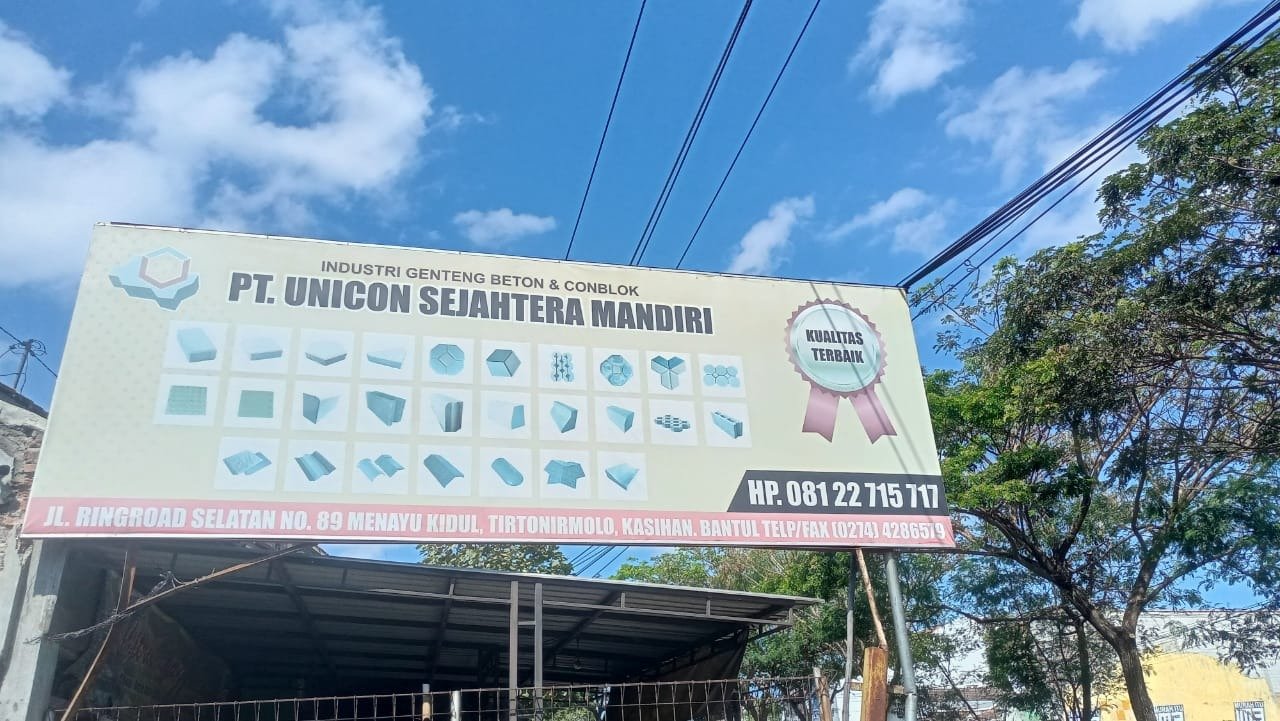 INDUSTRI GENTENG BETON & CONBLOK
PT. UNICON SEJAHTERA MANDIRI
KUALITAS
TERBAIK
HP. 081 22 715 717
JL. RINGROAD SELATAN NO. 89 MENAYU KIDUL, TIRTONIRMOLO, KASIHAN. BANTUL TELP/FAX (0274) 4286579